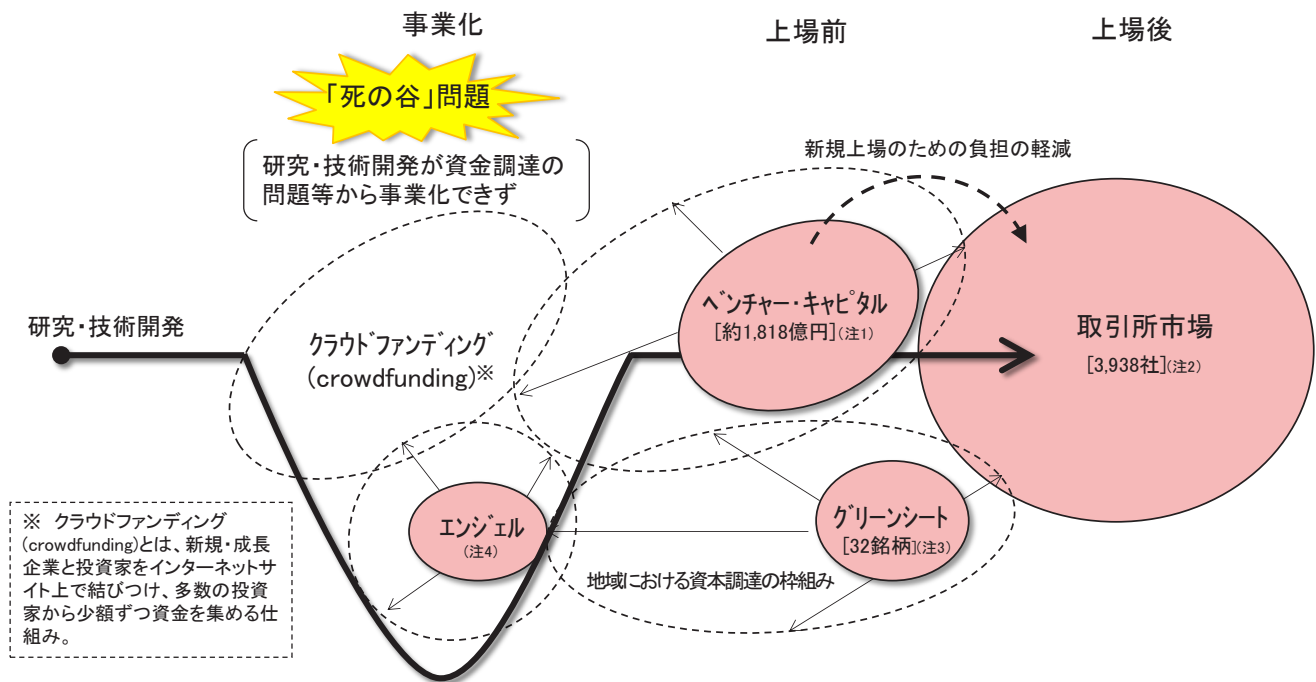 事業化
上場前
上場後
「死の谷」問題
研究・技術開発が資金調達の
問題等から事業化できず
新規上場のための負担の軽減
研究・技術開発
クラウドファンディング
(crowdfunding)※
ベンチャー・キャピタル
[約1,818億円](注1)
取引所市場
[3,938社](注2)
エンジェル
(注4)
グリーンシート
[32銘柄](注3)
地域における資本調達の枠組み
※ クラウドファンディング
(crowdfunding)とは、新規・成長
企業と投資家をインターネットサ
イト上で結びつけ、多数の投資
家から少額ずつ資金を集める仕
組み。